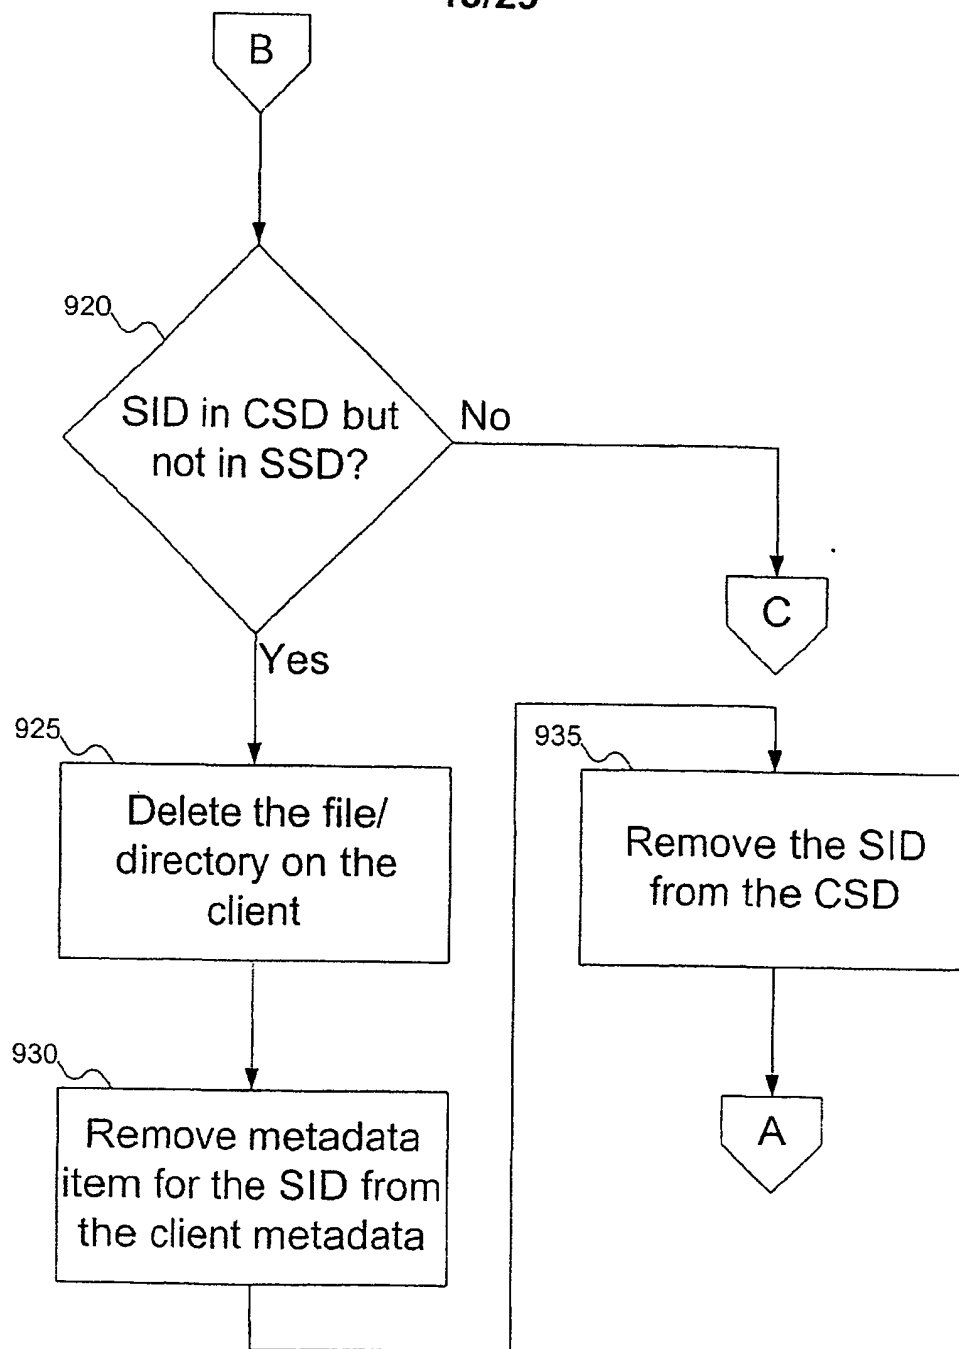 B
920
SID in CSD but
not in SSD?
No
C
Yes
925
Delete the file/
directory on the
client
930
Remove metadata
item for the SID from
the client metadata
935
Remove the SID
from the CSD
A